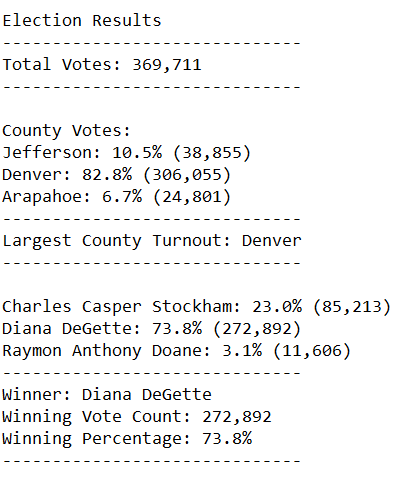 Election Results
------------------------------
Total Votes: 369,711
------------------------------
County Votes:
Jefferson: 10.5% (38,855)
Denver: 82.8% (306,055)
Arapahoe: 6.7% (24,801)
------------------------------
Largest County Turnout: Denver
------------------------------
Charles Casper Stockham: 23.0% (85,213)
Diana DeGette: 73.8% (272,892)
Raymon Anthony Doane: 3.1% (11,606)
------------------------------
Winner: Diana DeGette
Winning Vote Count: 272,892
Winning Percentage: 73.8%
------------------------------